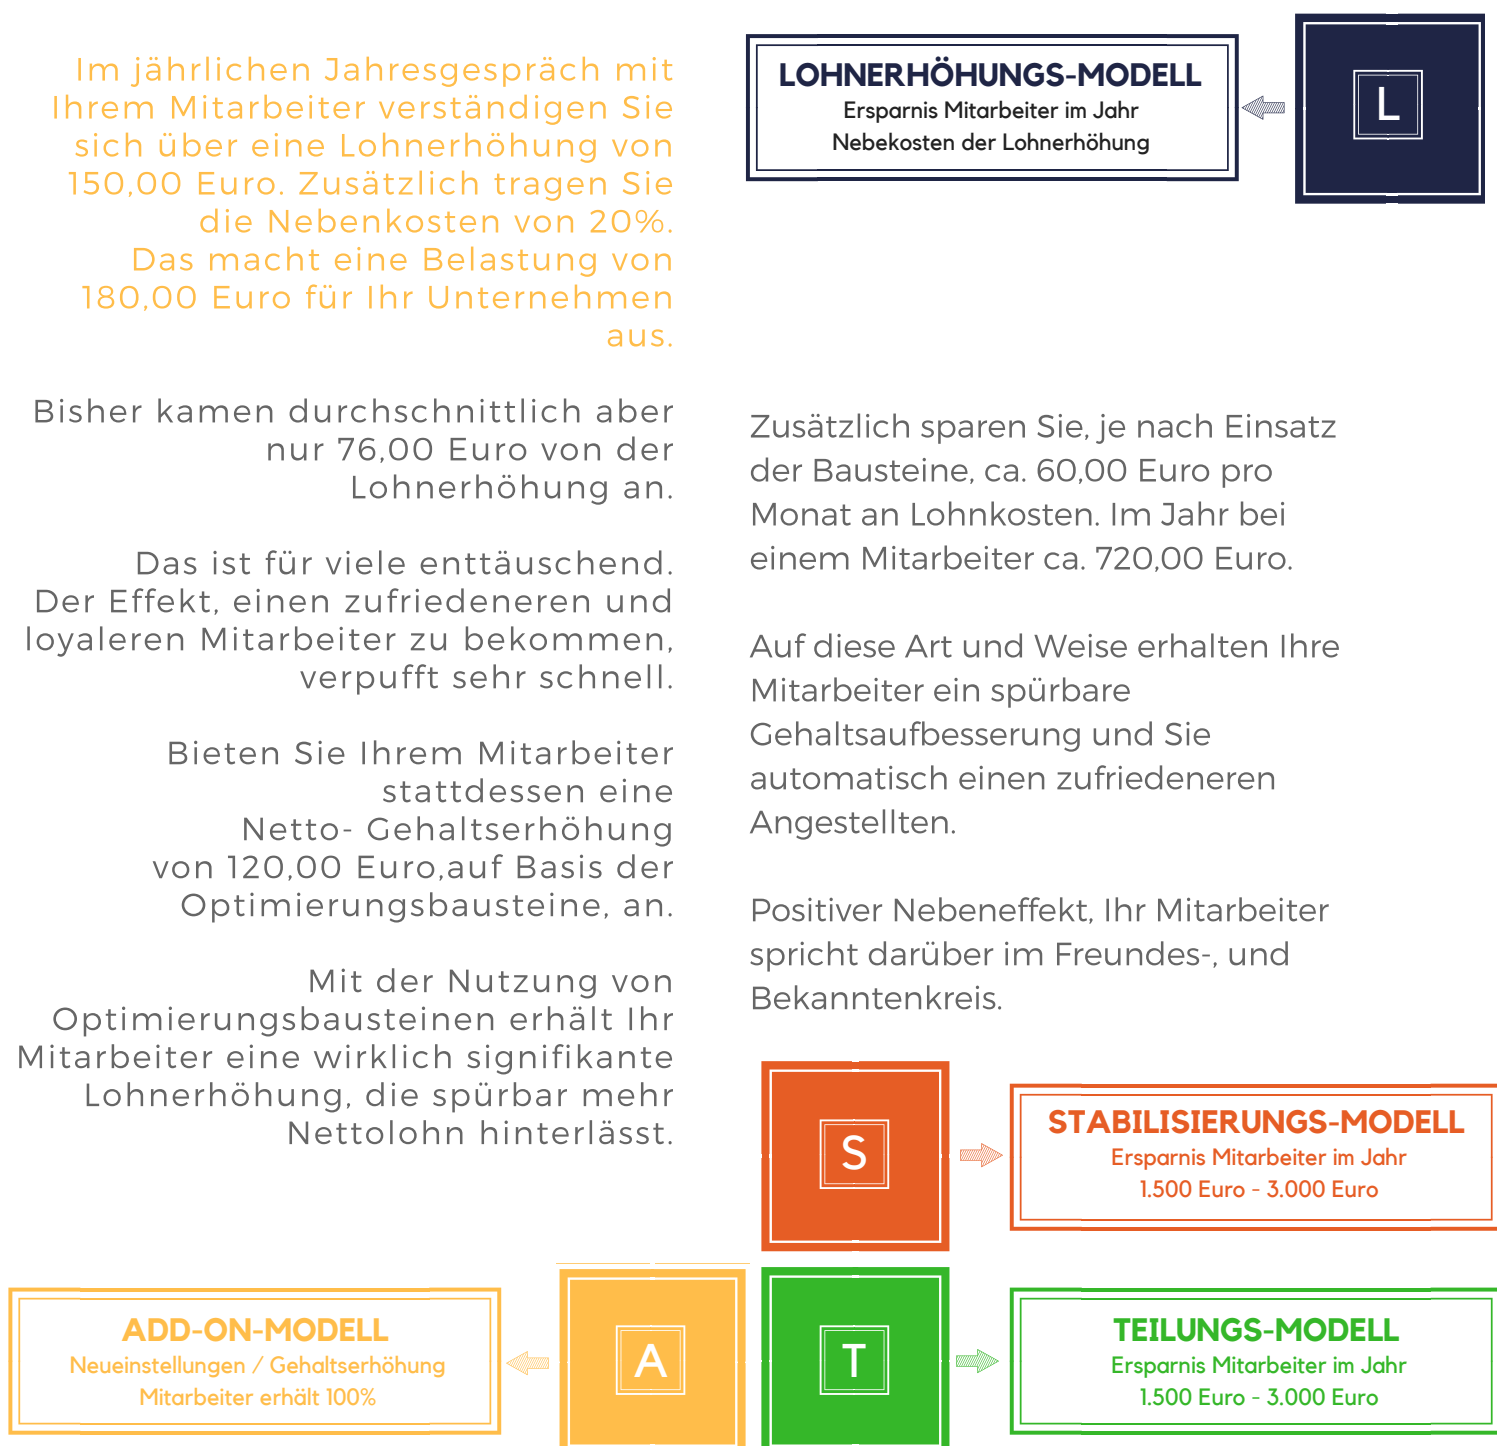 Im jährlichen Jahresgespräch mit
Ihrem Mitarbeiter verständigen Sie
sich über eine Lohnerhöhung von
150,00 Euro. Zusätzlich tragen Sie
die Nebenkosten von 20%.
Das macht eine Belastung von
180,00 Euro für Ihr Unternehmen
aus.
Bisher kamen durchschnittlich aber
nur 76,00 Euro von der
Lohnerhöhung an.
Das ist für viele enttäuschend.
Der Effekt, einen zufriedeneren und
loyaleren Mitarbeiter zu bekommen,
verpufft sehr schnell.
Bieten Sie Ihrem Mitarbeiter
stattdessen eine
Netto- Gehaltserhöhung
von 120,00 Euro,auf Basis der
Optimierungsbausteine, an.
Mit der Nutzung von
Optimierungsbausteinen erhält Ihr
Mitarbeiter eine wirklich signifikante
Lohnerhöhung, die spürbar mehr
Nettolohn hinterlässt.
LOHNERHÖHUNGS-MODELL
Ersparnis Mitarbeiter im Jahr
Nebekosten der Lohnerhöhung
L
Zusätzlich sparen Sie, je nach Einsatz
der Bausteine, ca. 60,00 Euro pro
Monat an Lohnkosten. Im Jahr bei
einem Mitarbeiter ca. 720,00 Euro.
Auf diese Art und Weise erhalten Ihre
Mitarbeiter ein spürbare
Gehaltsaufbesserung und Sie
automatisch einen zufriedeneren
Angestellten.
Positiver Nebeneffekt, Ihr Mitarbeiter
spricht darüber im Freundes-, und
Bekanntenkreis.
S
STABILISIERUNGS-MODELL
Ersparnis Mitarbeiter im Jahr
1.500 Euro - 3.000 Euro
ADD-ON-MODELL
Neueinstellungen / Gehaltserhöhung
Mitarbeiter erhält 100%
A
T
TEILUNGS-MODELL
Ersparnis Mitarbeiter im Jahr
1.500 Euro - 3.000 Euro